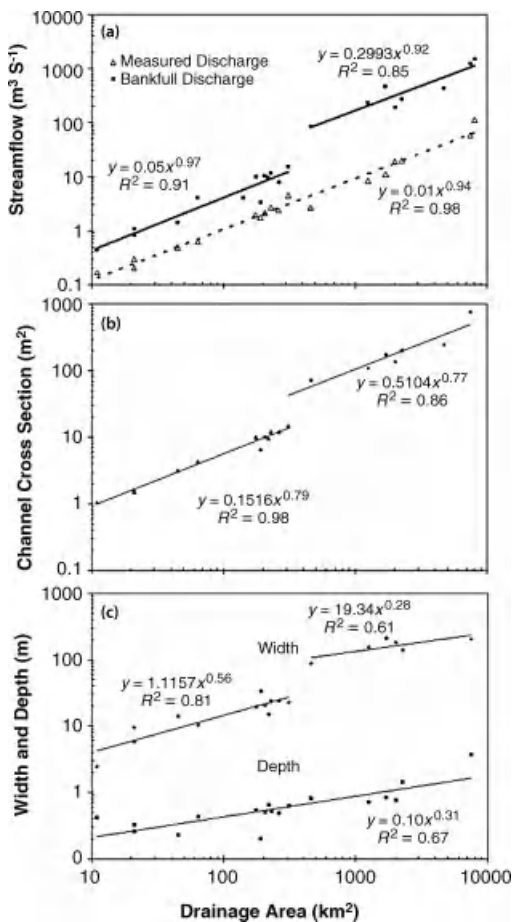 (a)
△ Measured Discharge
▪ Bankfull Discharge
y = 0.2993x^0.92
R² = 0.85
y = 0.05x^0.97
R² = 0.91
y = 0.01x^0.94
R² = 0.98
Streamflow (m³ S⁻¹)
10000
1000
100
10
1
0.1
(b)
y = 0.5104x^0.77
R² = 0.86
y = 0.1516x^0.79
R² = 0.98
Channel Cross Section (m²)
1000
100
10
1
0.1
(c)
y = 19.34x^0.28
R² = 0.61
Width
y = 1.1157x^0.56
R² = 0.81
Depth
y = 0.10x^0.31
R² = 0.67
Width and Depth (m)
1000
100
10
1
0
10
100
1000
10000
Drainage Area (km²)